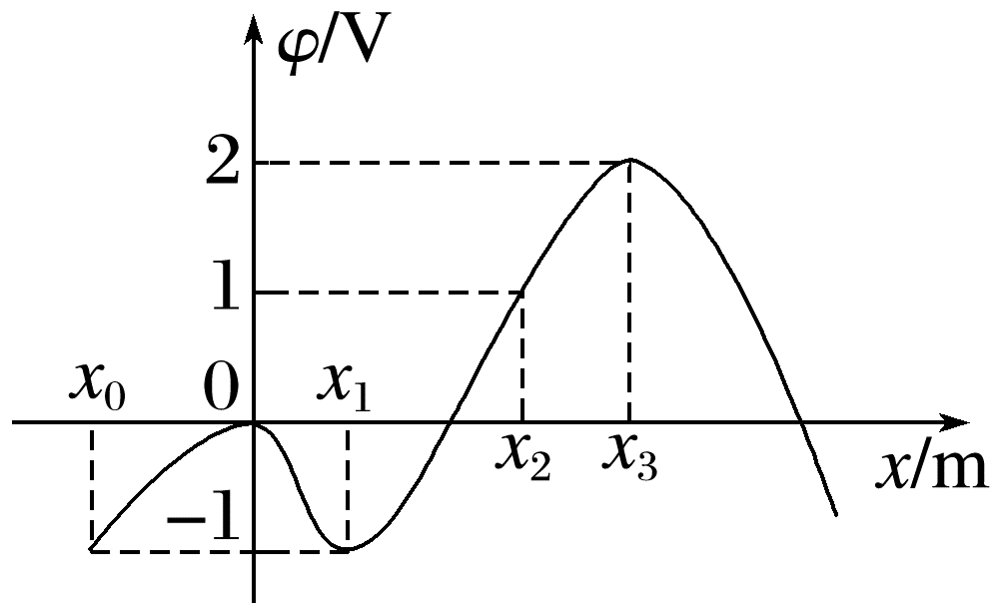 φ/V
2
1
x₀ 0 x₁
x₂ x₃
x/m
−1